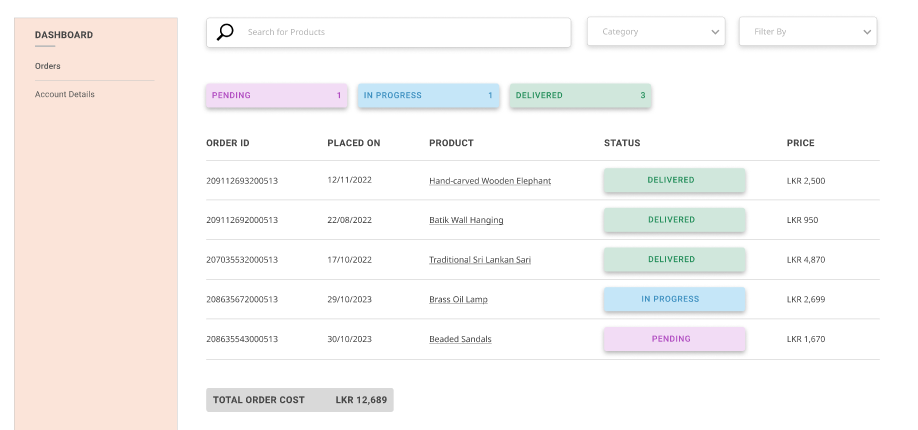 DASHBOARD
Orders
Account Details
Search for Products
Category
Filter By
PENDING 1
IN PROGRESS 1
DELIVERED 3
ORDER ID PLACED ON PRODUCT STATUS PRICE
209112693200513 12/11/2022 Hand-carved Wooden Elephant DELIVERED LKR 2,500
209112692000513 22/08/2022 Batik Wall Hanging DELIVERED LKR 950
207035532000513 17/10/2022 Traditional Sri Lankan Sari DELIVERED LKR 4,870
208635672000513 29/10/2023 Brass Oil Lamp IN PROGRESS LKR 2,699
208635543000513 30/10/2023 Beaded Sandals PENDING LKR 1,670
TOTAL ORDER COST LKR 12,689